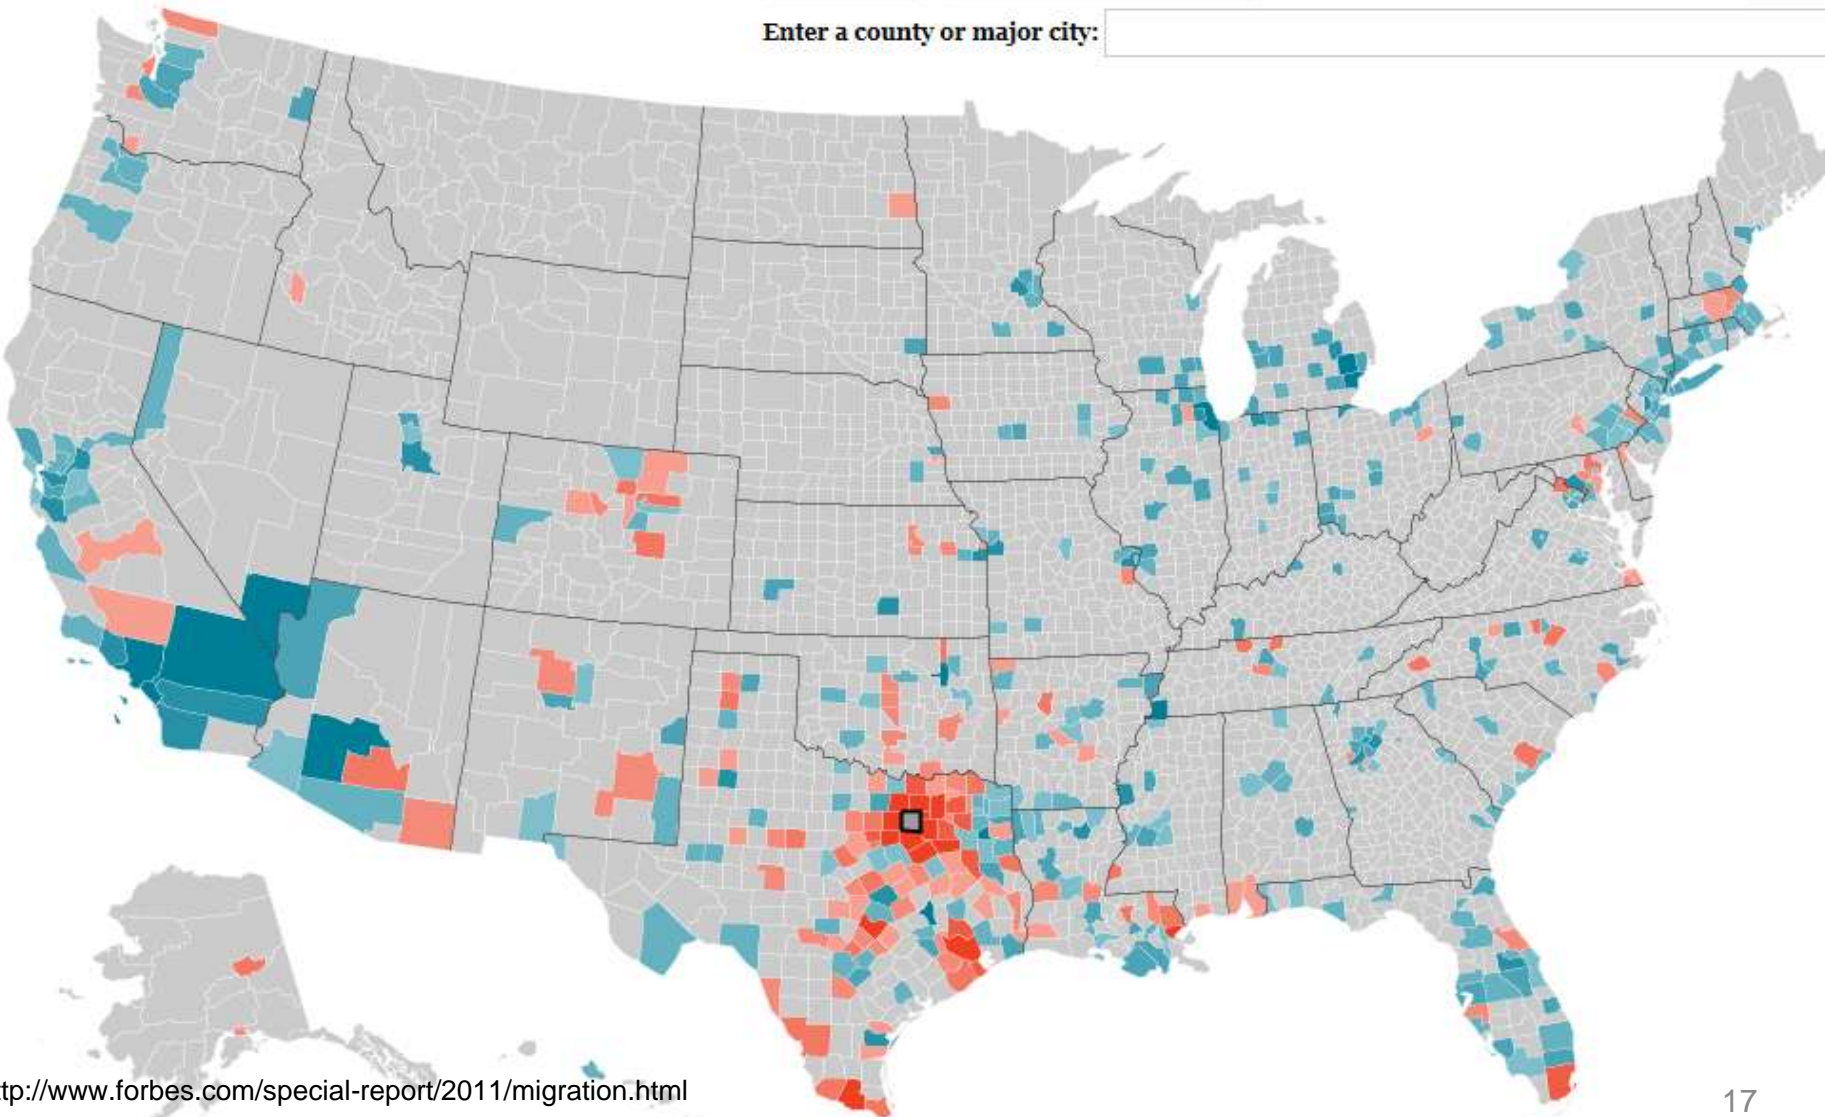 Enter a county or major city:
tp://www.forbes.com/special-report/2011/migration.html
17